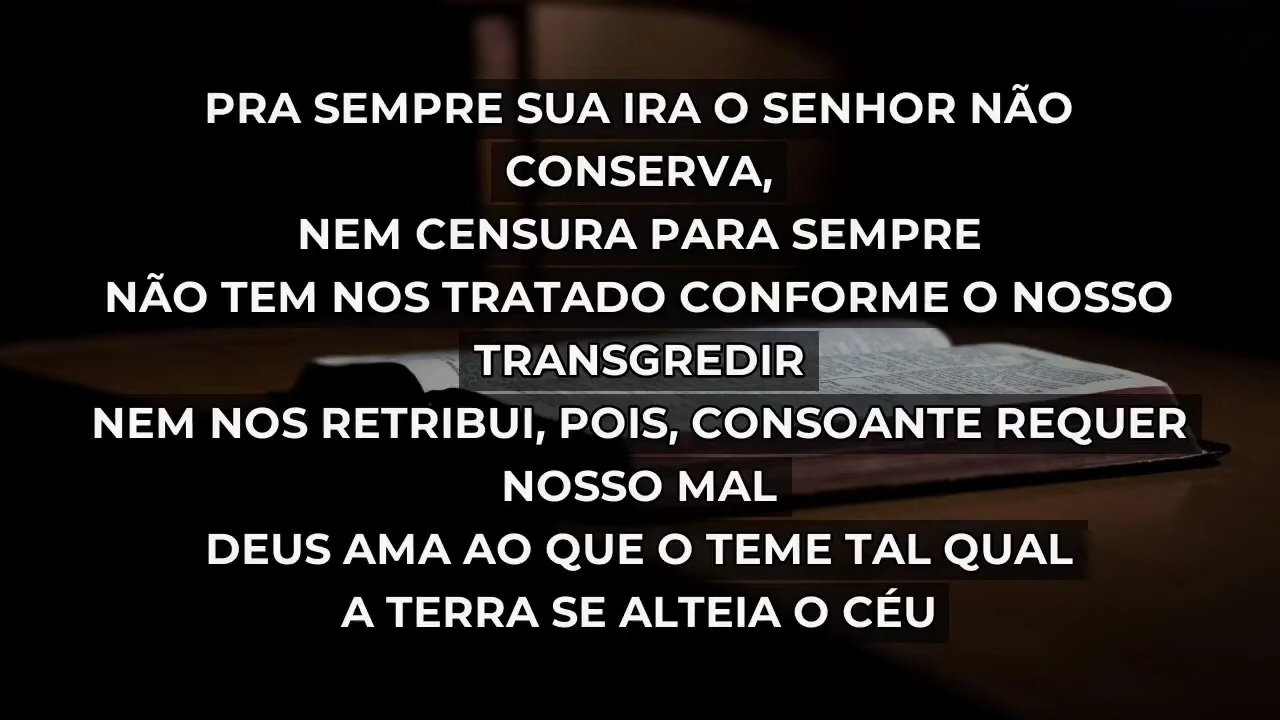 PRA SEMPRE SUA IRA O SENHOR NÃO
CONSERVA,
NEM CENSURA PARA SEMPRE
NÃO TEM NOS TRATADO CONFORME O NOSSO
TRANSGREDIR
NEM NOS RETRIBUI, POIS, CONSOANTE REQUER
NOSSO MAL
DEUS AMA AO QUE O TEME TAL QUAL
A TERRA SE ALTEIA O CÉU